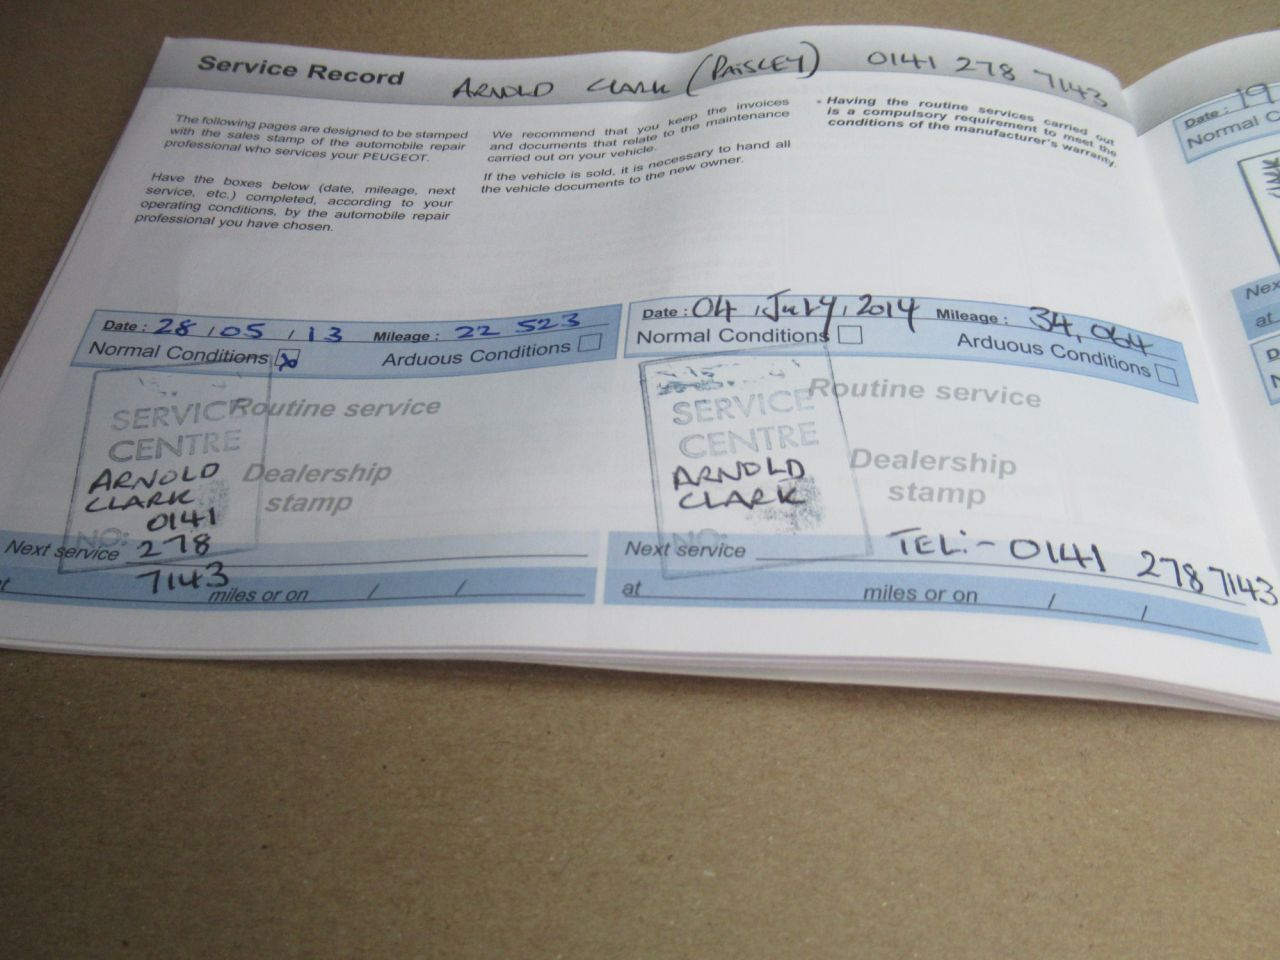 Service Record ARNOLD CLARK (PAISLEY) 0141 278 7143
The following pages are designed to be stamped
with the sales stamp of the automobile repair
professional who services your PEUGEOT.
Have the boxes below (date, mileage, next
service, etc.) completed, according to your
operating conditions, by the automobile repair
professional you have chosen.
We recommend that you keep the invoices
and documents that relate to the maintenance
carried out on your vehicle.
If the vehicle is sold, it is necessary to hand all
the vehicle documents to the new owner.
- Having the routine services carried out
is a compulsory requirement to meet the
conditions of the manufacturer's warranty.
Date : 28 / 05 / 13 Mileage : 22 523
Normal Conditions Arduous Conditions
Routine service
SERVICE
CENTRE
Dealership
stamp
ARNOLD
CLARK
0141
NO:
Next service 278
7143
miles or on / /
Date : 04 , July , 2014 Mileage : 34,064
Normal Conditions Arduous Conditions
Routine service
SERVICE
CENTRE
Dealership
stamp
ARNOLD
CLARK
NO:
Next service TEL:- 0141 278 7143
at miles or on / /
Date : 19
Normal C
Nex
at